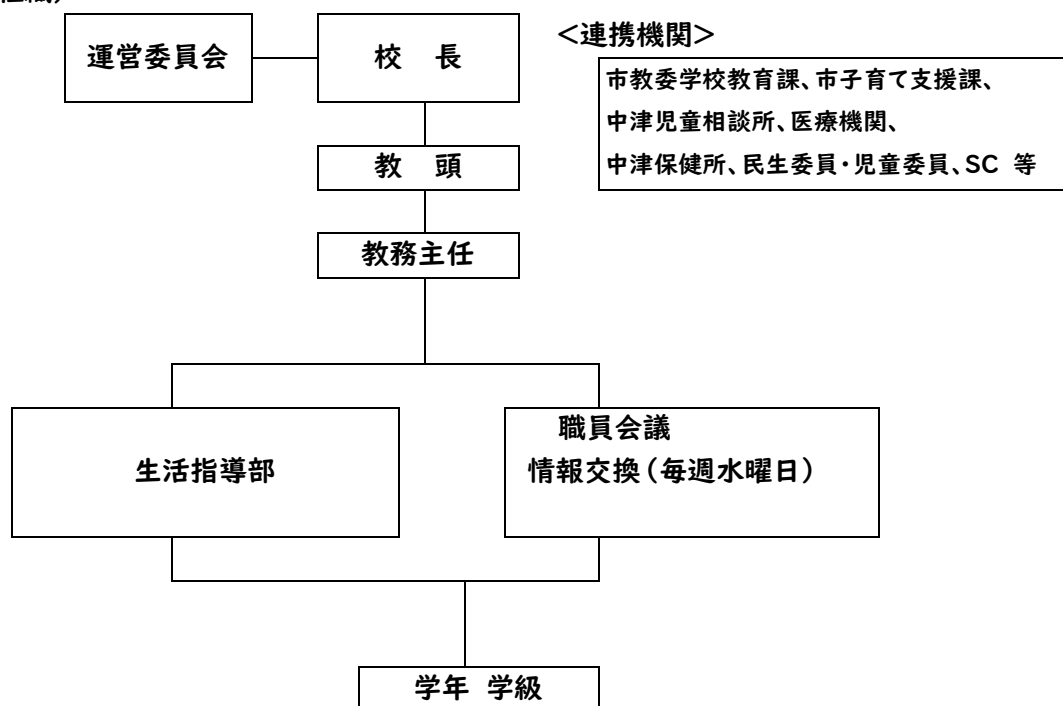 運営委員会
校　長
＜連携機関＞
市教委学校教育課、市子育て支援課、
中津児童相談所、医療機関、
中津保健所、民生委員・児童委員、SC 等
教　頭
教務主任
生活指導部
職員会議
情報交換（毎週水曜日）
学年 学級